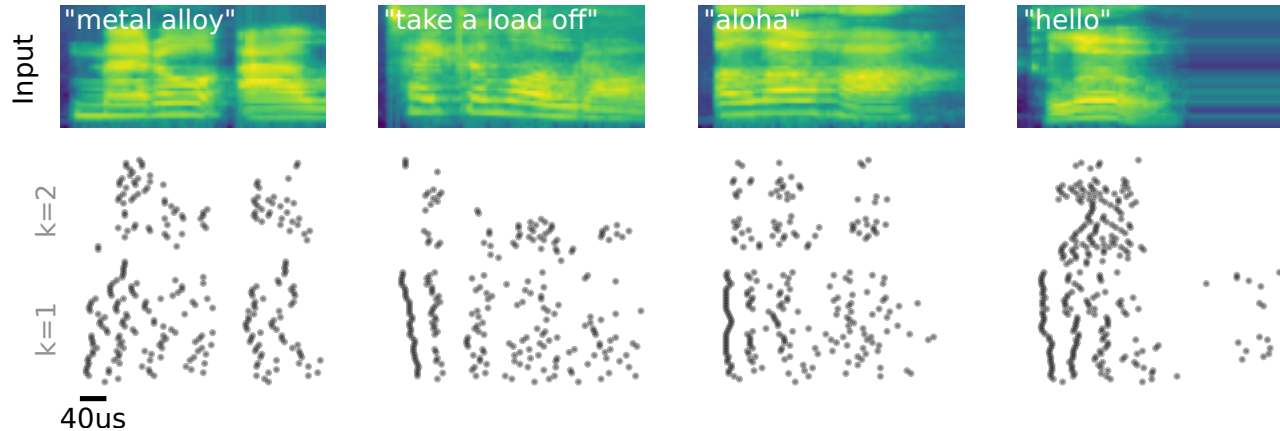 "metal alloy"
"take a load off"
"aloha"
"hello"
Input
k=2
k=1
40us